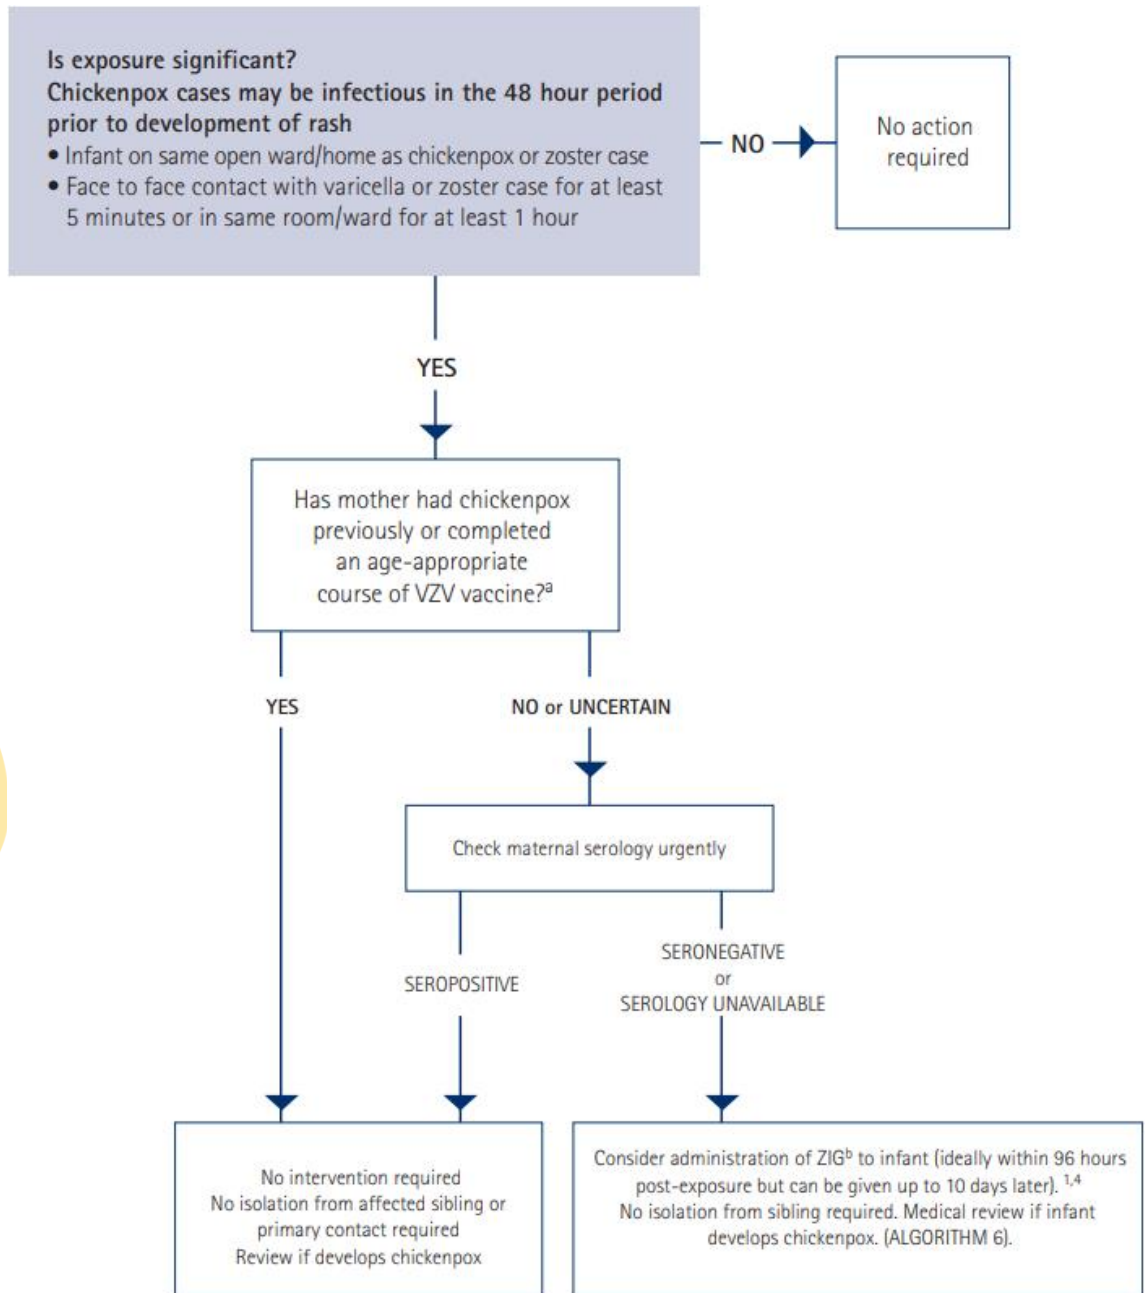 Is exposure significant?
Chickenpox cases may be infectious in the 48 hour period
prior to development of rash
• Infant on same open ward/home as chickenpox or zoster case
• Face to face contact with varicella or zoster case for at least
5 minutes or in same room/ward for at least 1 hour
NO
No action
required
YES
Has mother had chickenpox
previously or completed
an age-appropriate
course of VZV vaccine?ᵃ
YES
NO or UNCERTAIN
Check maternal serology urgently
SEROPOSITIVE
SERONEGATIVE
or
SEROLOGY UNAVAILABLE
No intervention required
No isolation from affected sibling or
primary contact required
Review if develops chickenpox
Consider administration of ZIGᵇ to infant (ideally within 96 hours
post-exposure but can be given up to 10 days later). ¹,⁴
No isolation from sibling required. Medical review if infant
develops chickenpox. (ALGORITHM 6).